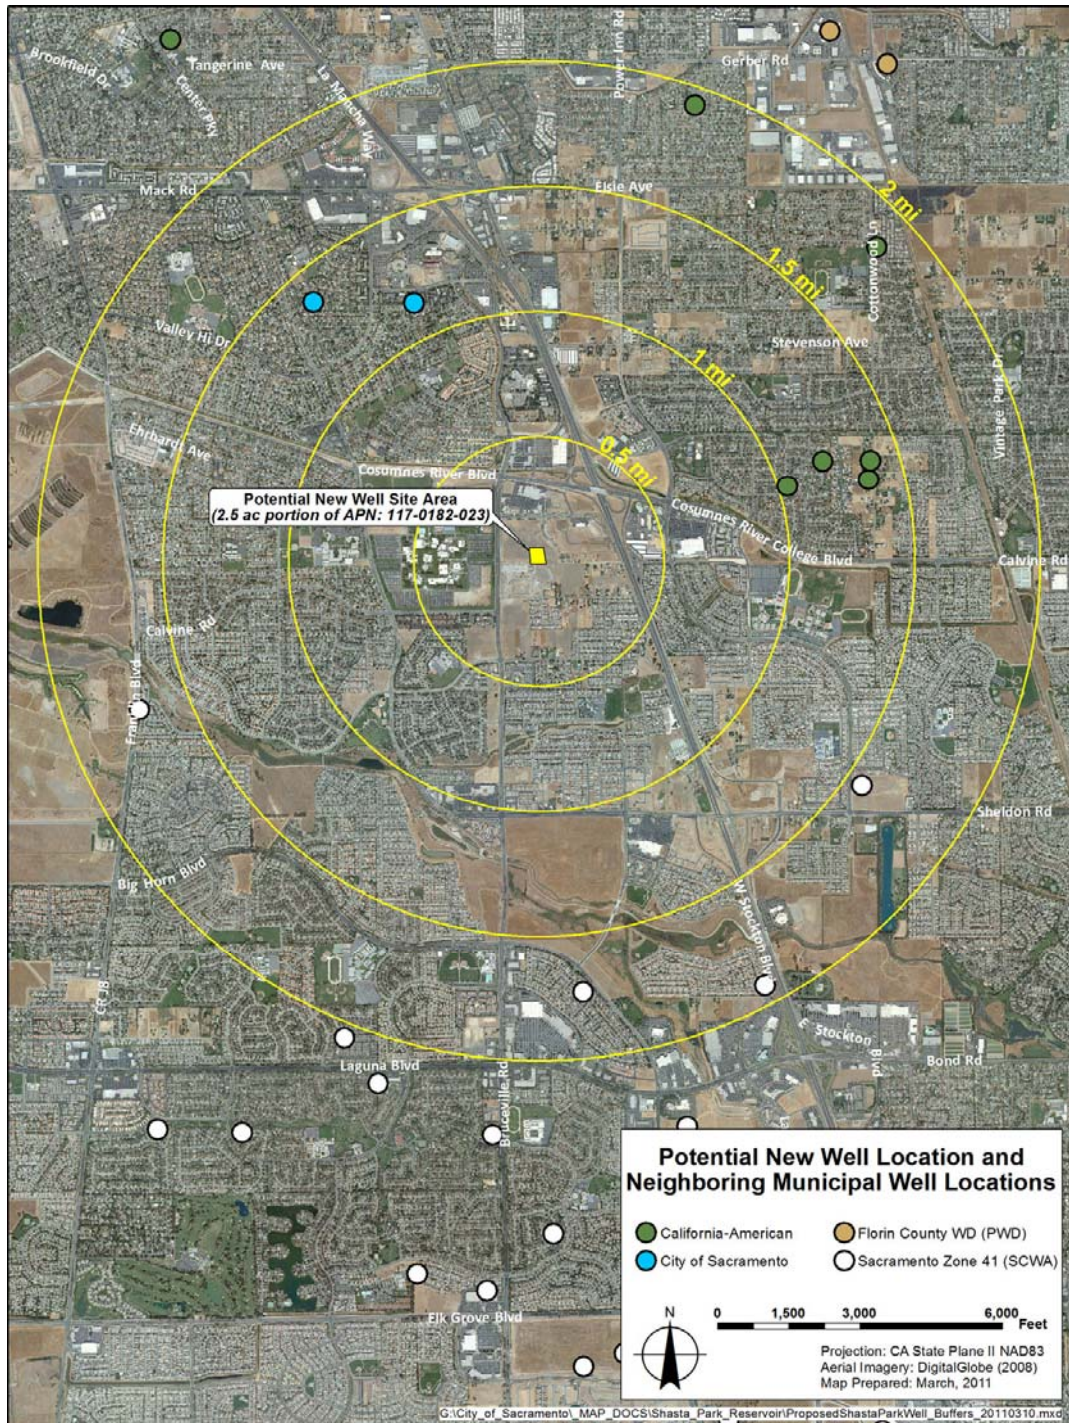 Brookfield Dr
Tangerine Ave
Center Pky
La Mancha Way
Power Inn Rd
Gerber Rd
Mack Rd
Elsie Ave
2 mi
Cottonwood Ln
1.5 mi
Valley Hi Dr
Stevenson Ave
1 mi
Vintage Park Dr
Ehrhardt Ave
0.5 mi
Cosumnes River Blvd
Potential New Well Site Area
(2.5 ac portion of APN: 117-0182-023)
Cosumnes River College Blvd
Calvine Rd
Calvine Rd
Franklin Blvd
Sheldon Rd
Big Horn Blvd
W Stockton Blvd
E Stockton Blvd
Bond Rd
Laguna Blvd
Bruceville Rd
Elk Grove Blvd
Potential New Well Location and
Neighboring Municipal Well Locations
California-American
Florin County WD (PWD)
City of Sacramento
Sacramento Zone 41 (SCWA)
N
0 1,500 3,000 6,000
Feet
Projection: CA State Plane II NAD83
Aerial Imagery: DigitalGlobe (2008)
Map Prepared: March, 2011
G:\City_of_Sacramento\_MAP_DOCS\Shasta_Park_Reservoir\ProposedShastaParkWell_Buffers_20110310.mxd